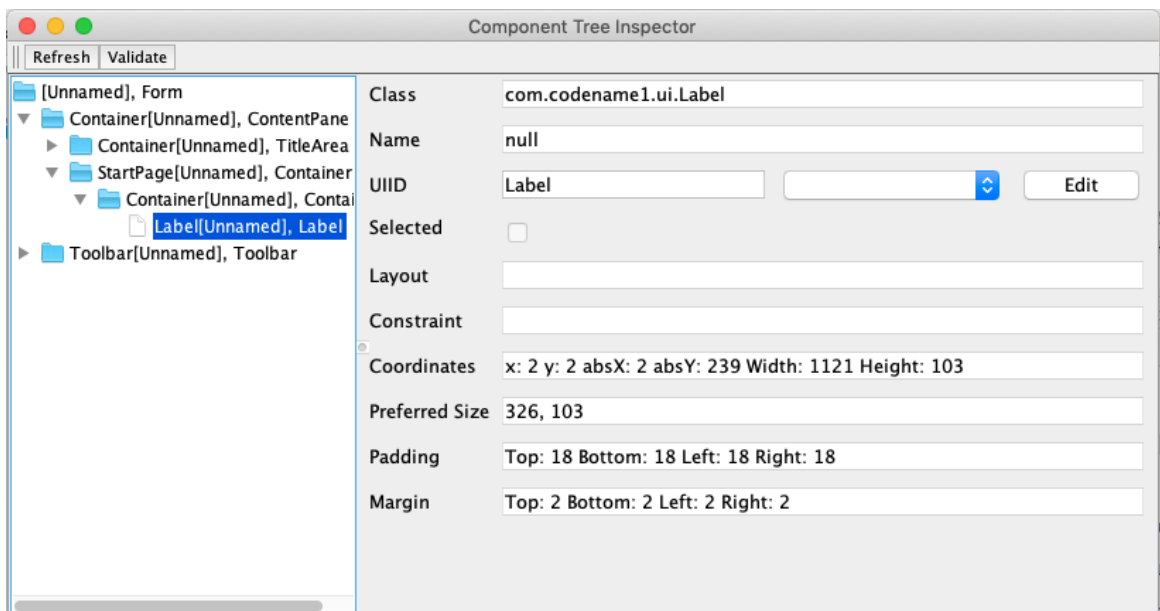 Component Tree Inspector
Refresh Validate
[Unnamed], Form
Container[Unnamed], ContentPane
Container[Unnamed], TitleArea
StartPage[Unnamed], Container
Container[Unnamed], Contai
Label[Unnamed], Label
Toolbar[Unnamed], Toolbar
Class com.codename1.ui.Label
Name null
UIID Label Edit
Selected
Layout
Constraint
Coordinates x: 2 y: 2 absX: 2 absY: 239 Width: 1121 Height: 103
Preferred Size 326, 103
Padding Top: 18 Bottom: 18 Left: 18 Right: 18
Margin Top: 2 Bottom: 2 Left: 2 Right: 2